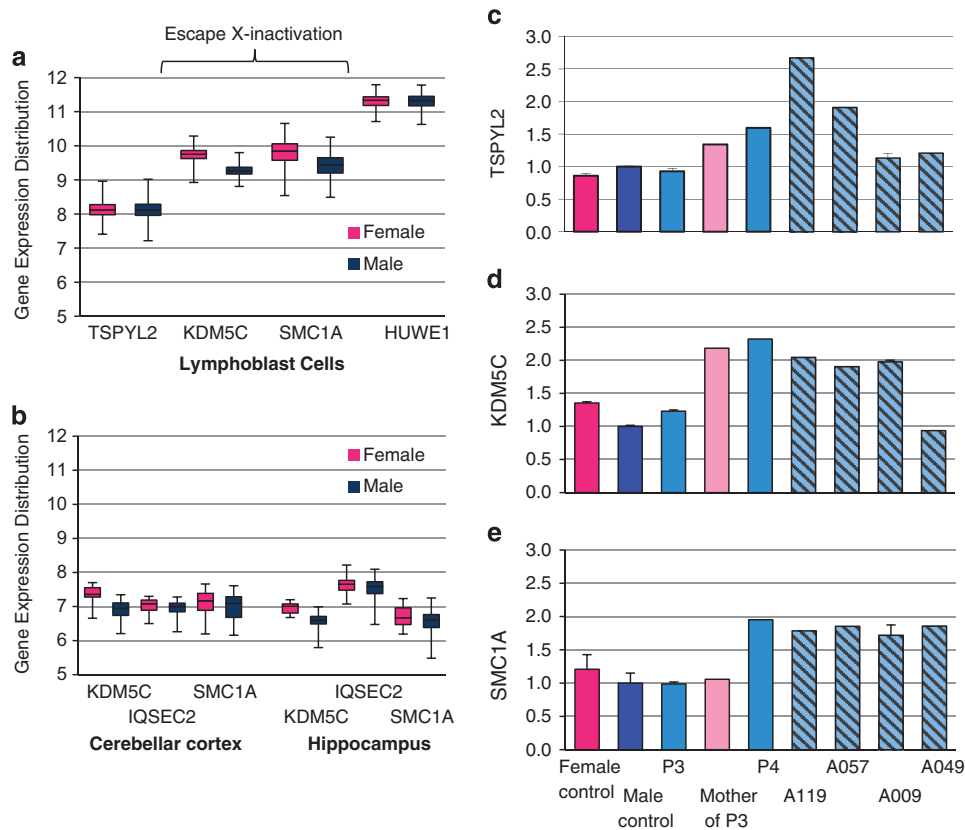 a
Escape X-inactivation
Gene Expression Distribution
12
11
10
9
8
7
6
5
Female
Male
TSPYL2
KDM5C
SMC1A
HUWE1
Lymphoblast Cells
b
Gene Expression Distribution
12
11
10
9
8
7
6
5
Female
Male
KDM5C
IQSEC2
SMC1A
Cerebellar cortex
KDM5C
IQSEC2
SMC1A
Hippocampus
c
TSPYL2
3.0
2.5
2.0
1.5
1.0
0.5
0.0
d
KDM5C
3.0
2.5
2.0
1.5
1.0
0.5
0.0
e
SMC1A
3.0
2.5
2.0
1.5
1.0
0.5
0.0
Female
control
Male
control
P3
Mother
of P3
P4
A119
A057
A009
A049